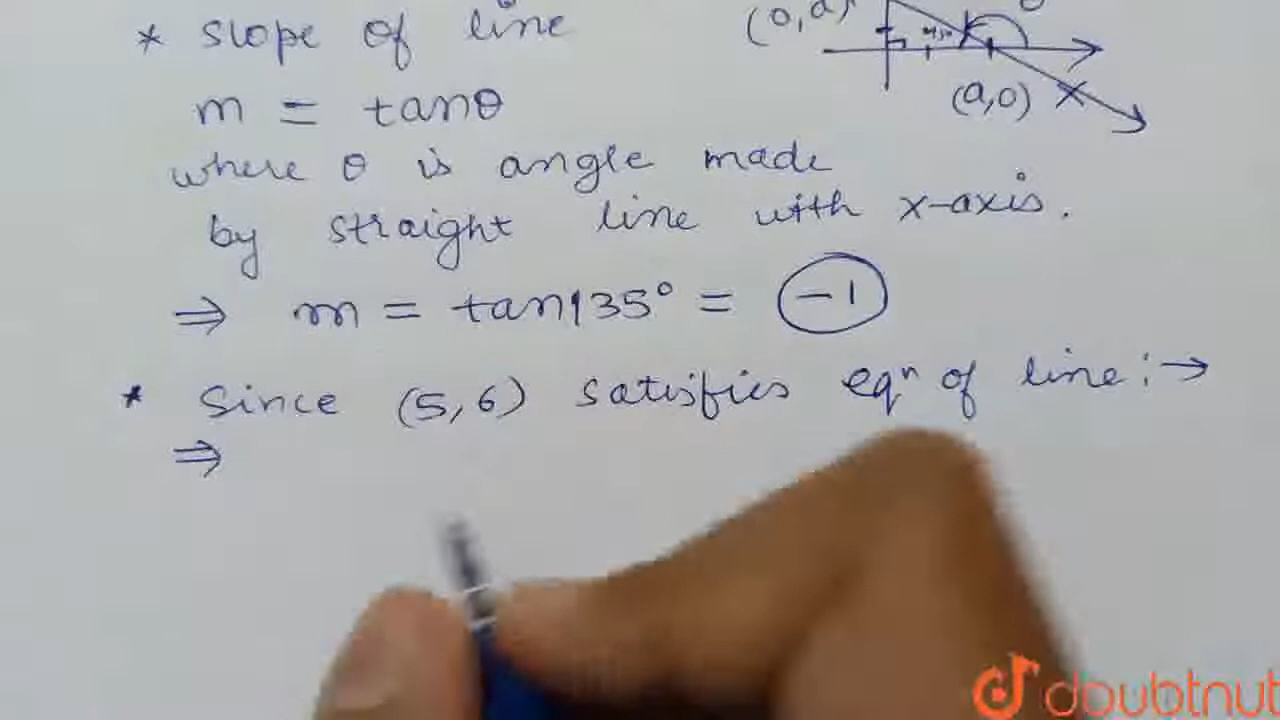 * slope of line
(0,a)
(a,0)
m = tanθ
where θ is angle made
by straight line with x-axis.
⇒ m = tan135° = -1
* Since (5,6) satisfies eqⁿ of line:→
⇒
doubtnut